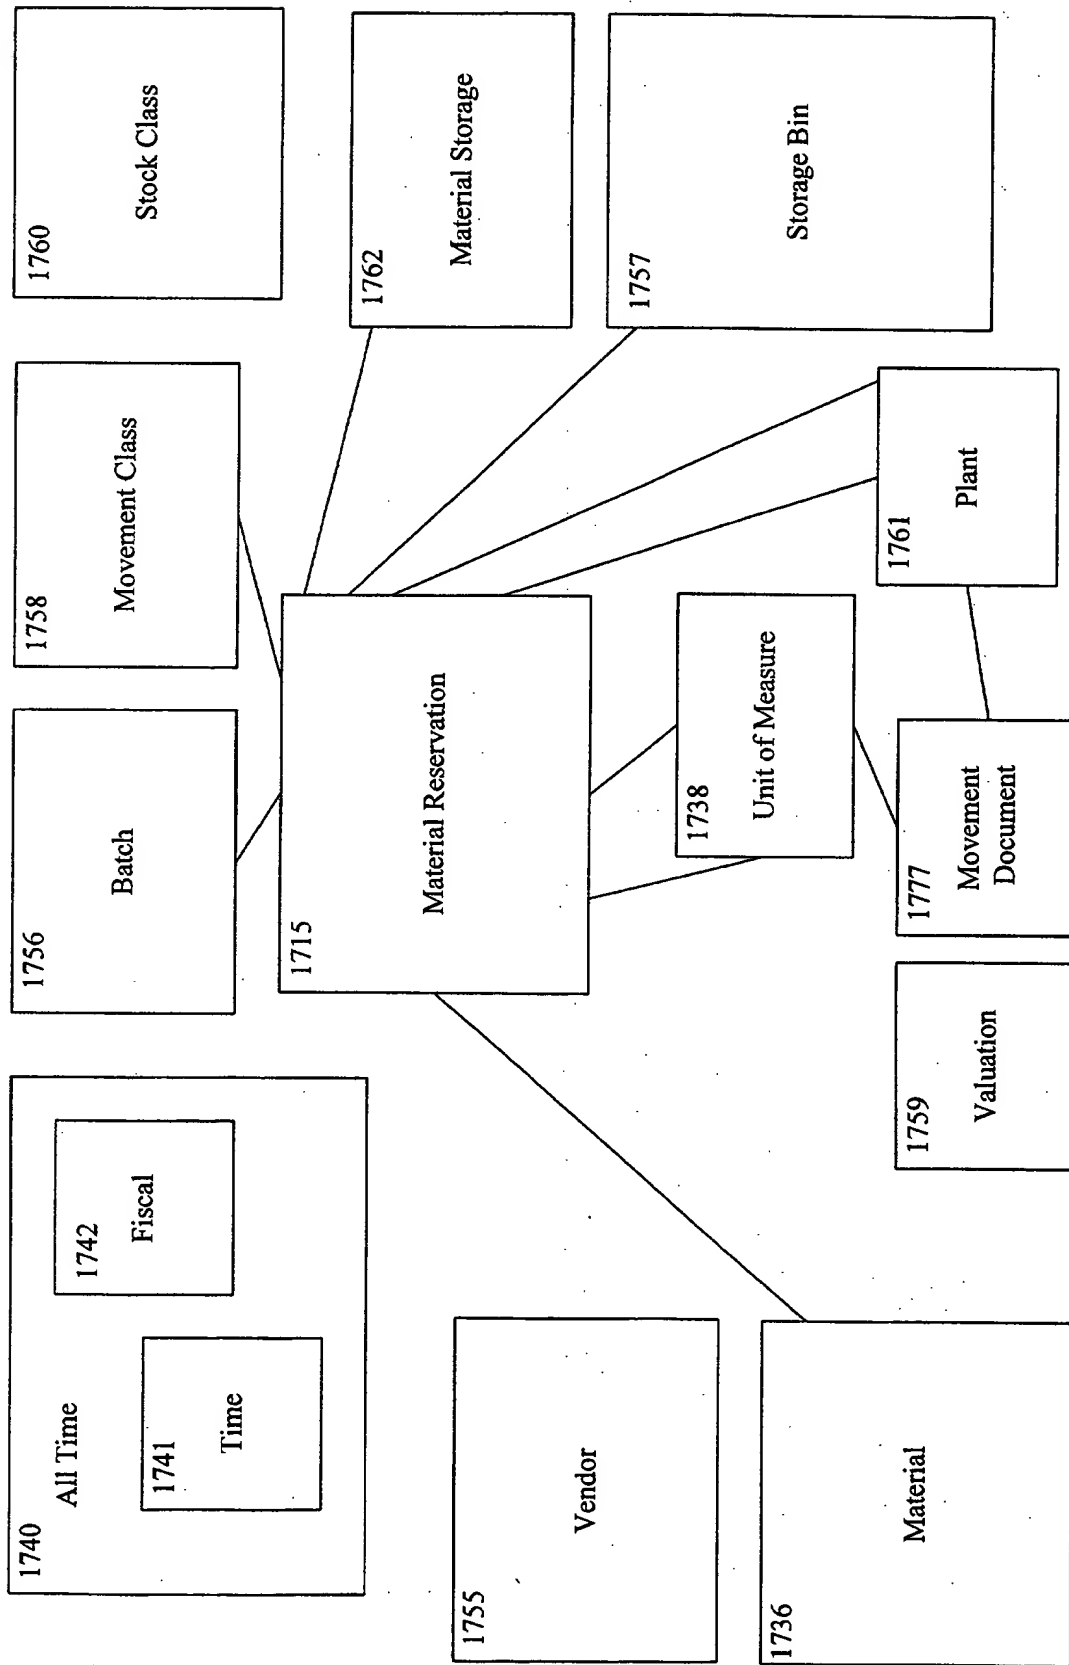 1740
All Time
1741
Time
1742
Fiscal
1756
Batch
1758
Movement Class
1760
Stock Class
1755
Vendor
1715
Material Reservation
1762
Material Storage
1736
Material
1738
Unit of Measure
1757
Storage Bin
1759
Valuation
1777
Movement
Document
1761
Plant